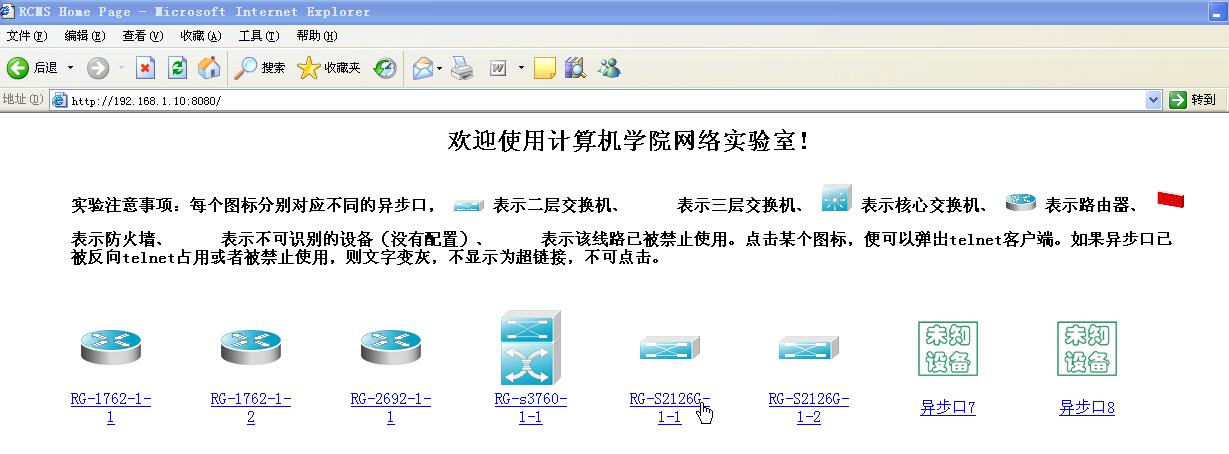 RCMS Home Page - Microsoft Internet Explorer
文件(F) 编辑(E) 查看(V) 收藏(A) 工具(T) 帮助(H)
后退 搜索 收藏夹
地址(D) http://192.168.1.10:8080/ 转到
欢迎使用计算机学院网络实验室！
实验注意事项：每个图标分别对应不同的异步口， 表示二层交换机、 表示三层交换机、 表示核心交换机、 表示路由器、
表示防火墙、 表示不可识别的设备（没有配置）、 表示该线路已被禁止使用。点击某个图标，便可以弹出telnet客户端。如果异步口已
被反向telnet占用或者被禁止使用，则文字变灰，不显示为超链接，不可点击。
未知 未知
设备 设备
RG-1762-1- RG-1762-1- RG-2692-1- RG-s3760- RG-S2126G- RG-S2126G- 异步口7 异步口8
1 2 1 1-1 1-1 1-2